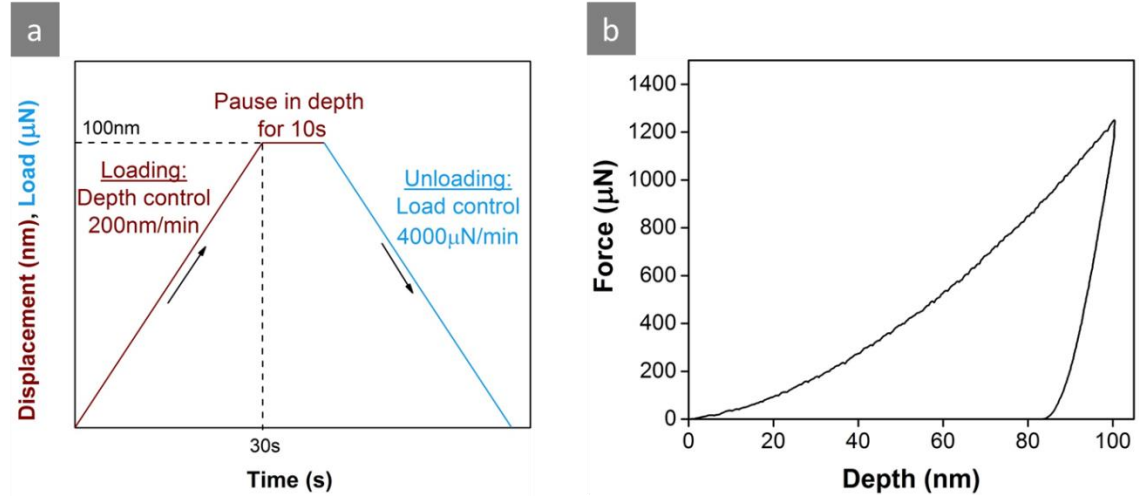 a
Displacement (nm), Load (µN)
100nm
Pause in depth
for 10s
Loading:
Depth control
200nm/min
Unloading:
Load control
4000µN/min
30s
Time (s)
b
Force (µN)
1400
1200
1000
800
600
400
200
0
0 20 40 60 80 100
Depth (nm)